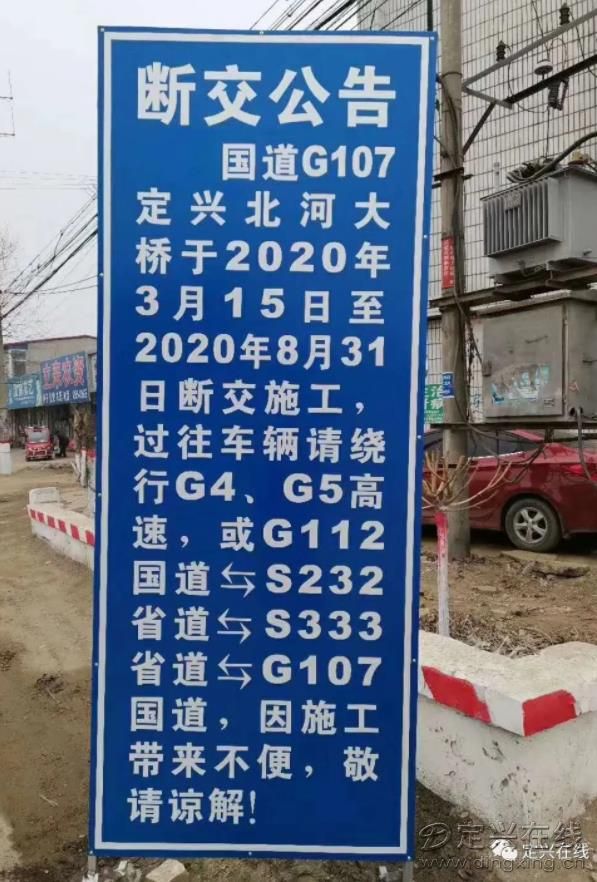 断交公告
国道G107
定兴北河大
桥于2020年
3月15日至
2020年8月31
日断交施工，
过往车辆请绕
行G4、G5高
速，或G112
国道⇆S232
省道⇆S333
省道⇆G107
国道，因施工
带来不便，敬
请谅解！
定兴在线
www.dingxing.cn
定兴在线